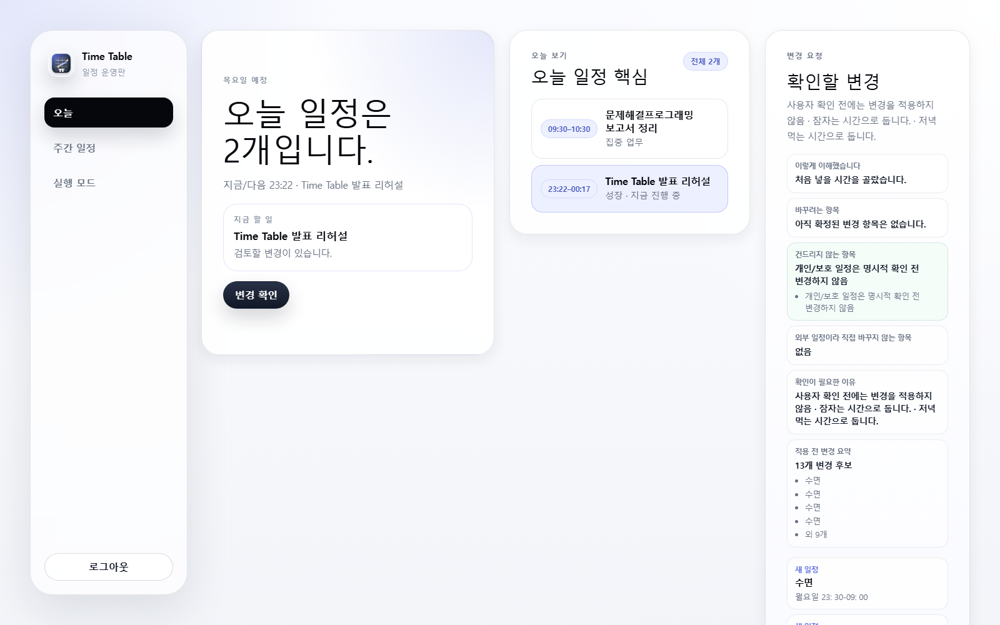 Time Table
일정 운영판
오늘
주간 일정
실행 모드
로그아웃
목요일 예정
오늘 일정은
2개입니다.
지금/다음 23:22 · Time Table 발표 리허설
지금 할 일
Time Table 발표 리허설
검토할 변경이 있습니다.
변경 확인
오늘 보기
오늘 일정 핵심
전체 2개
09:30–10:30
문제해결프로그래밍
보고서 정리
집중 업무
23:22–00:17
Time Table 발표 리허설
성장 · 지금 진행 중
변경 요청
확인할 변경
사용자 확인 전에는 변경을 적용하지
않음 · 잠자는 시간으로 둡니다. · 저녁
먹는 시간으로 둡니다.
이렇게 이해했습니다
처음 넣을 시간을 골랐습니다.
바꾸려는 항목
아직 확정된 변경 항목은 없습니다.
건드리지 않는 항목
개인/보호 일정은 명시적 확인 전
변경하지 않음
• 개인/보호 일정은 명시적 확인 전
변경하지 않음
외부 일정이라 직접 바꾸지 않는 항목
없음
확인이 필요한 이유
사용자 확인 전에는 변경을 적용하지
않음 · 잠자는 시간으로 둡니다. · 저녁
먹는 시간으로 둡니다.
적용 전 변경 요약
13개 변경 후보
• 수면
• 수면
• 수면
• 수면
• 외 9개
새 일정
수면
월요일 23: 30-09: 00